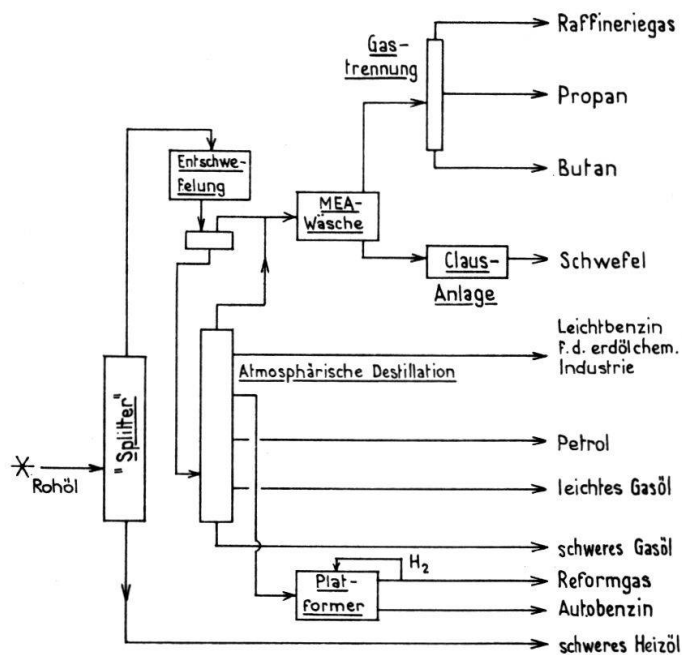 Gas-
trennung
Raffineriegas
Propan
Butan
Entschwe-
felung
MEA-
Wäsche
Claus-
Anlage
Schwefel
Leichtbenzin
f.d. erdölchem.
Industrie
Atmosphärische Destillation
"Splitter"
Rohöl
Petrol
leichtes Gasöl
schweres Gasöl
H2
Plat-
former
Reformgas
Autobenzin
schweres Heizöl